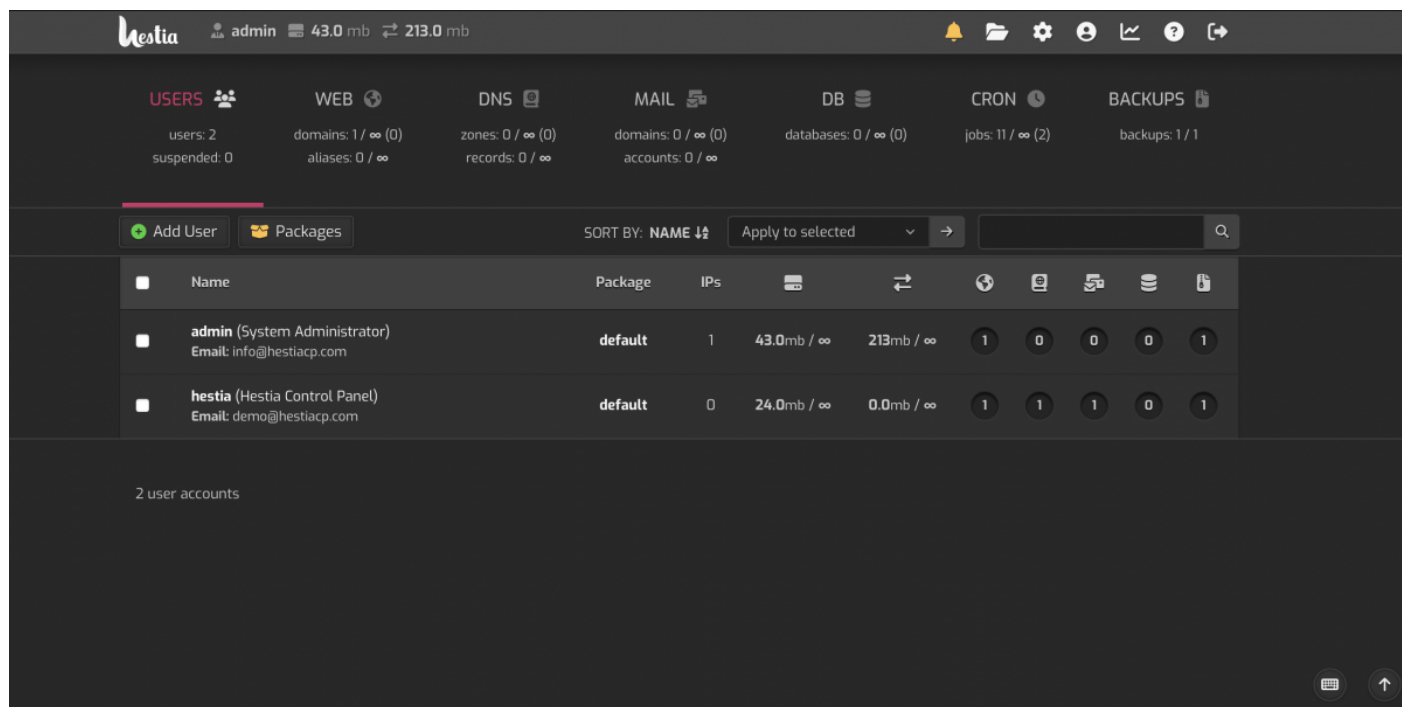 hestia admin 43.0 mb 213.0 mb
USERS WEB DNS MAIL DB CRON BACKUPS
users: 2 domains: 1 / ∞ (0) zones: 0 / ∞ (0) domains: 0 / ∞ (0) databases: 0 / ∞ (0) jobs: 11 / ∞ (2) backups: 1 / 1
suspended: 0 aliases: 0 / ∞ records: 0 / ∞ accounts: 0 / ∞
Add User Packages SORT BY: NAME Apply to selected
Name Package IPs
admin (System Administrator)
Email: info@hestiacp.com
default 1 43.0mb / ∞ 213mb / ∞ 1 0 0 0 1
hestia (Hestia Control Panel)
Email: demo@hestiacp.com
default 0 24.0mb / ∞ 0.0mb / ∞ 1 1 1 0 1
2 user accounts